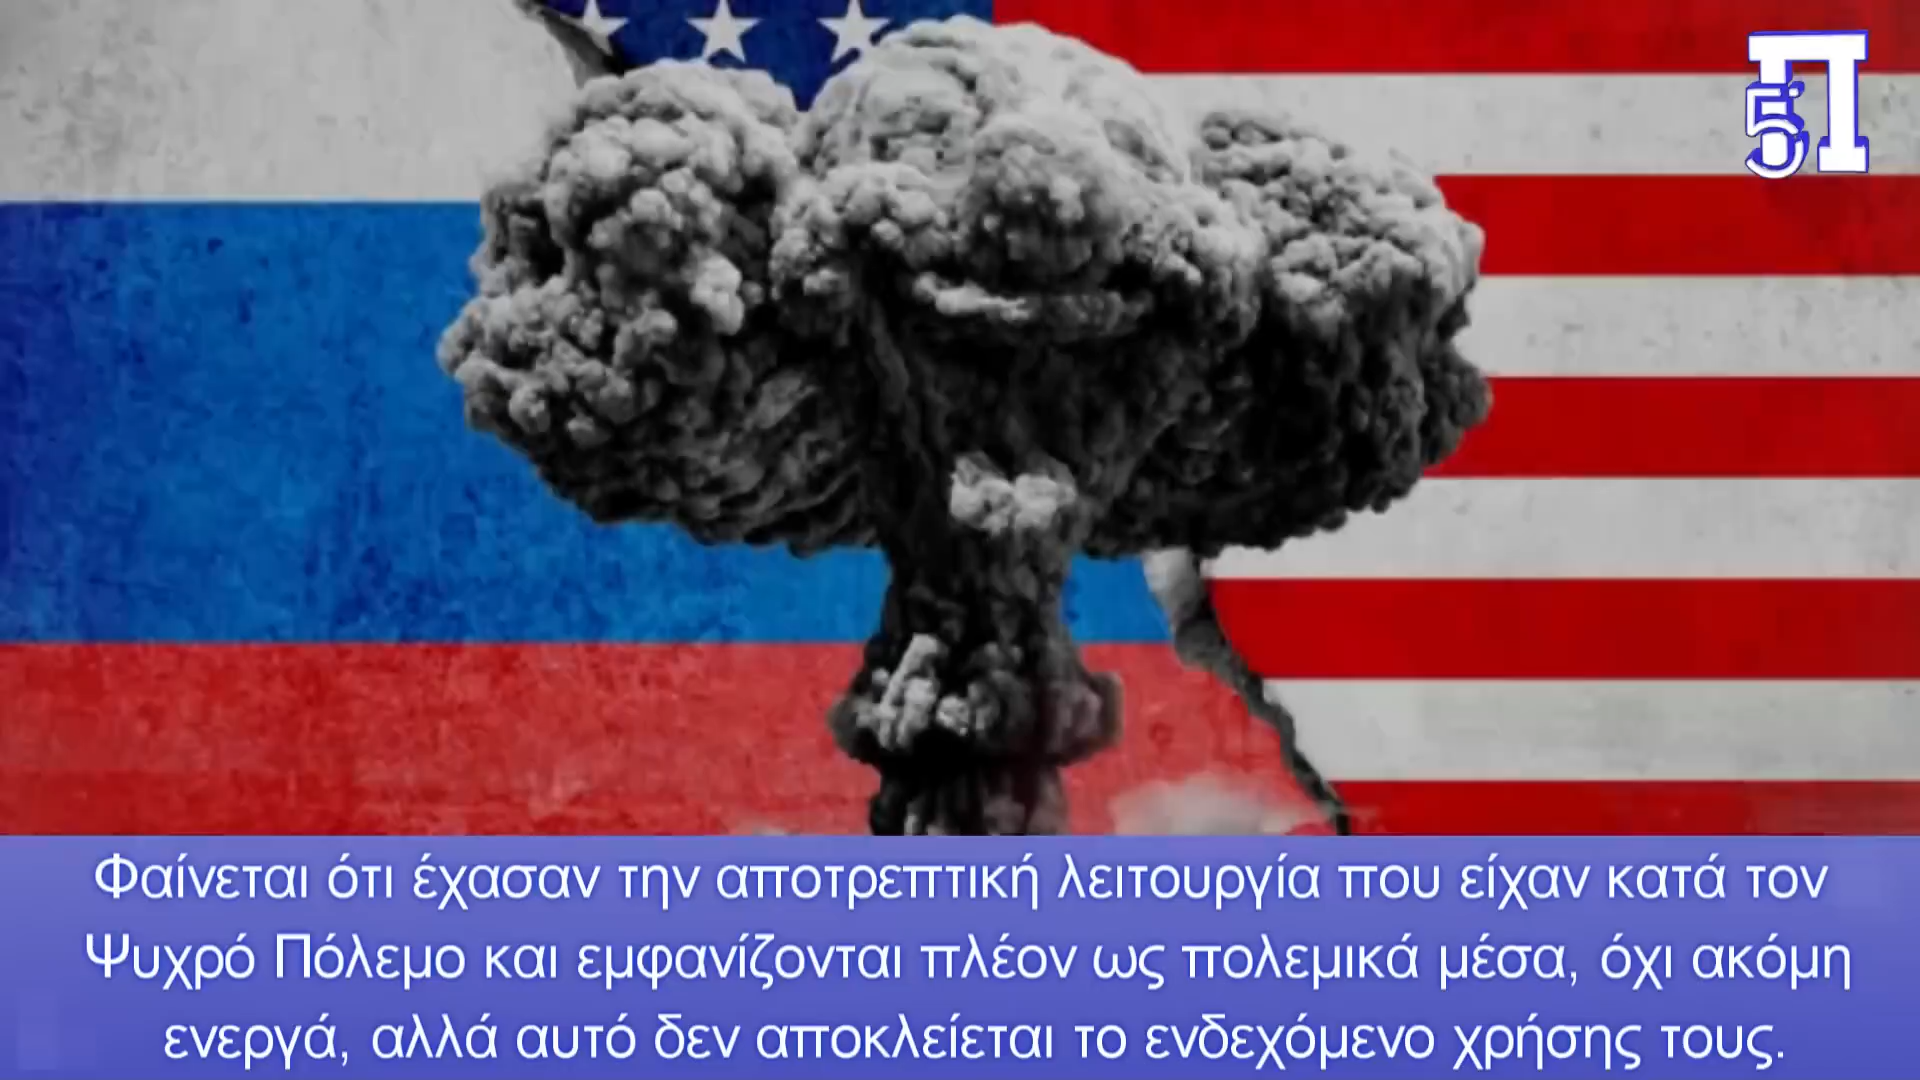 5Π
Φαίνεται ότι έχασαν την αποτρεπτική λειτουργία που είχαν κατά τον
Ψυχρό Πόλεμο και εμφανίζονται πλέον ως πολεμικά μέσα, όχι ακόμη
ενεργά, αλλά αυτό δεν αποκλείεται το ενδεχόμενο χρήσης τους.